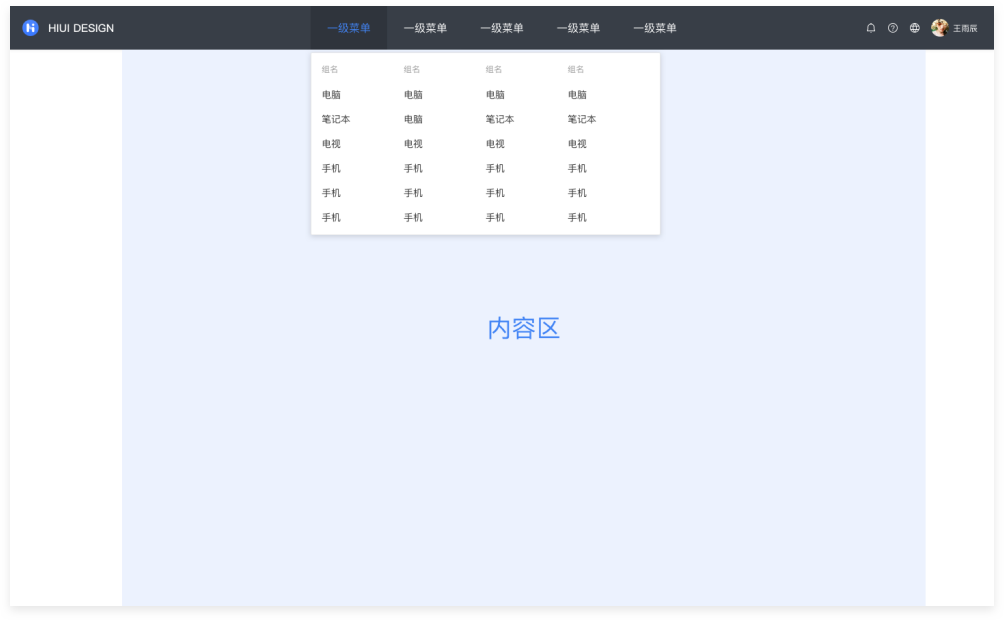 HIUI DESIGN 一级菜单 一级菜单 一级菜单 一级菜单 一级菜单 王雨辰
组名 组名 组名 组名
电脑 电脑 电脑 电脑
笔记本 电脑 笔记本 笔记本
电视 电视 电视 电视
手机 手机 手机 手机
手机 手机 手机 手机
手机 手机 手机 手机
内容区